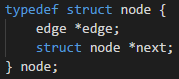 typedef struct node {
    edge *edge;
    struct node *next;
} node;